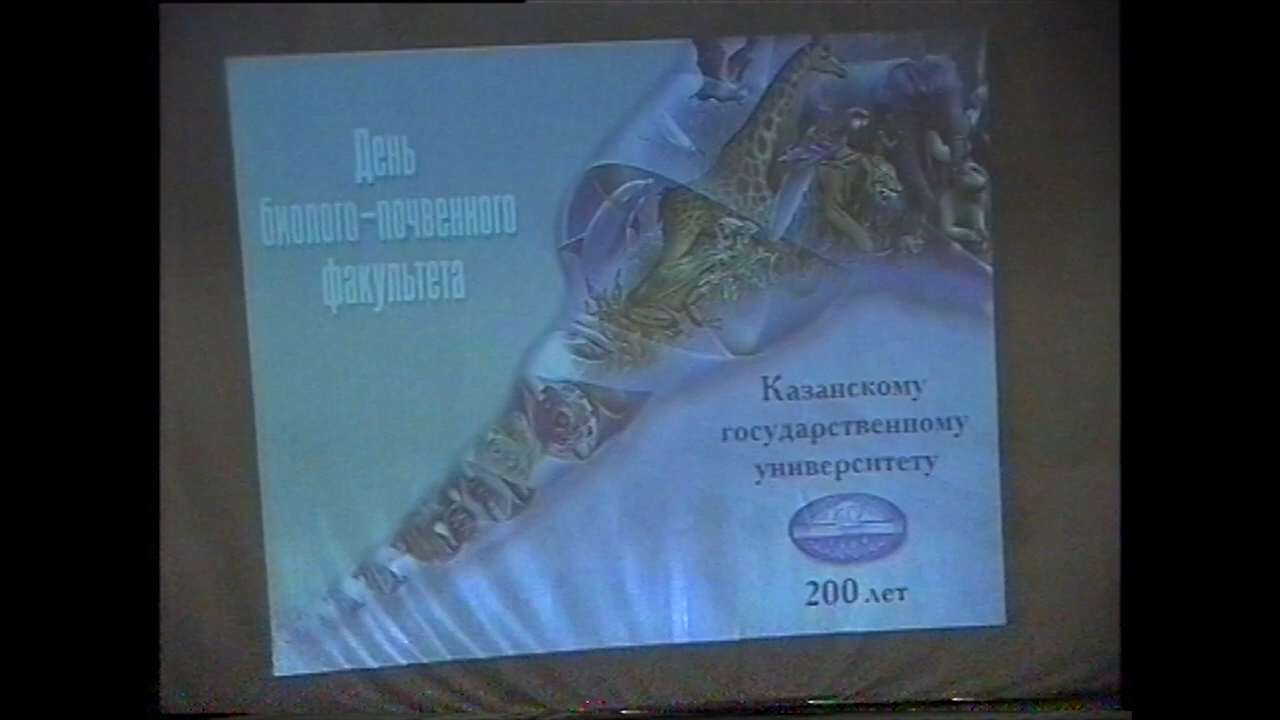 День
биолого-почвенного
факультета
Казанскому
государственному
университету
200 лет